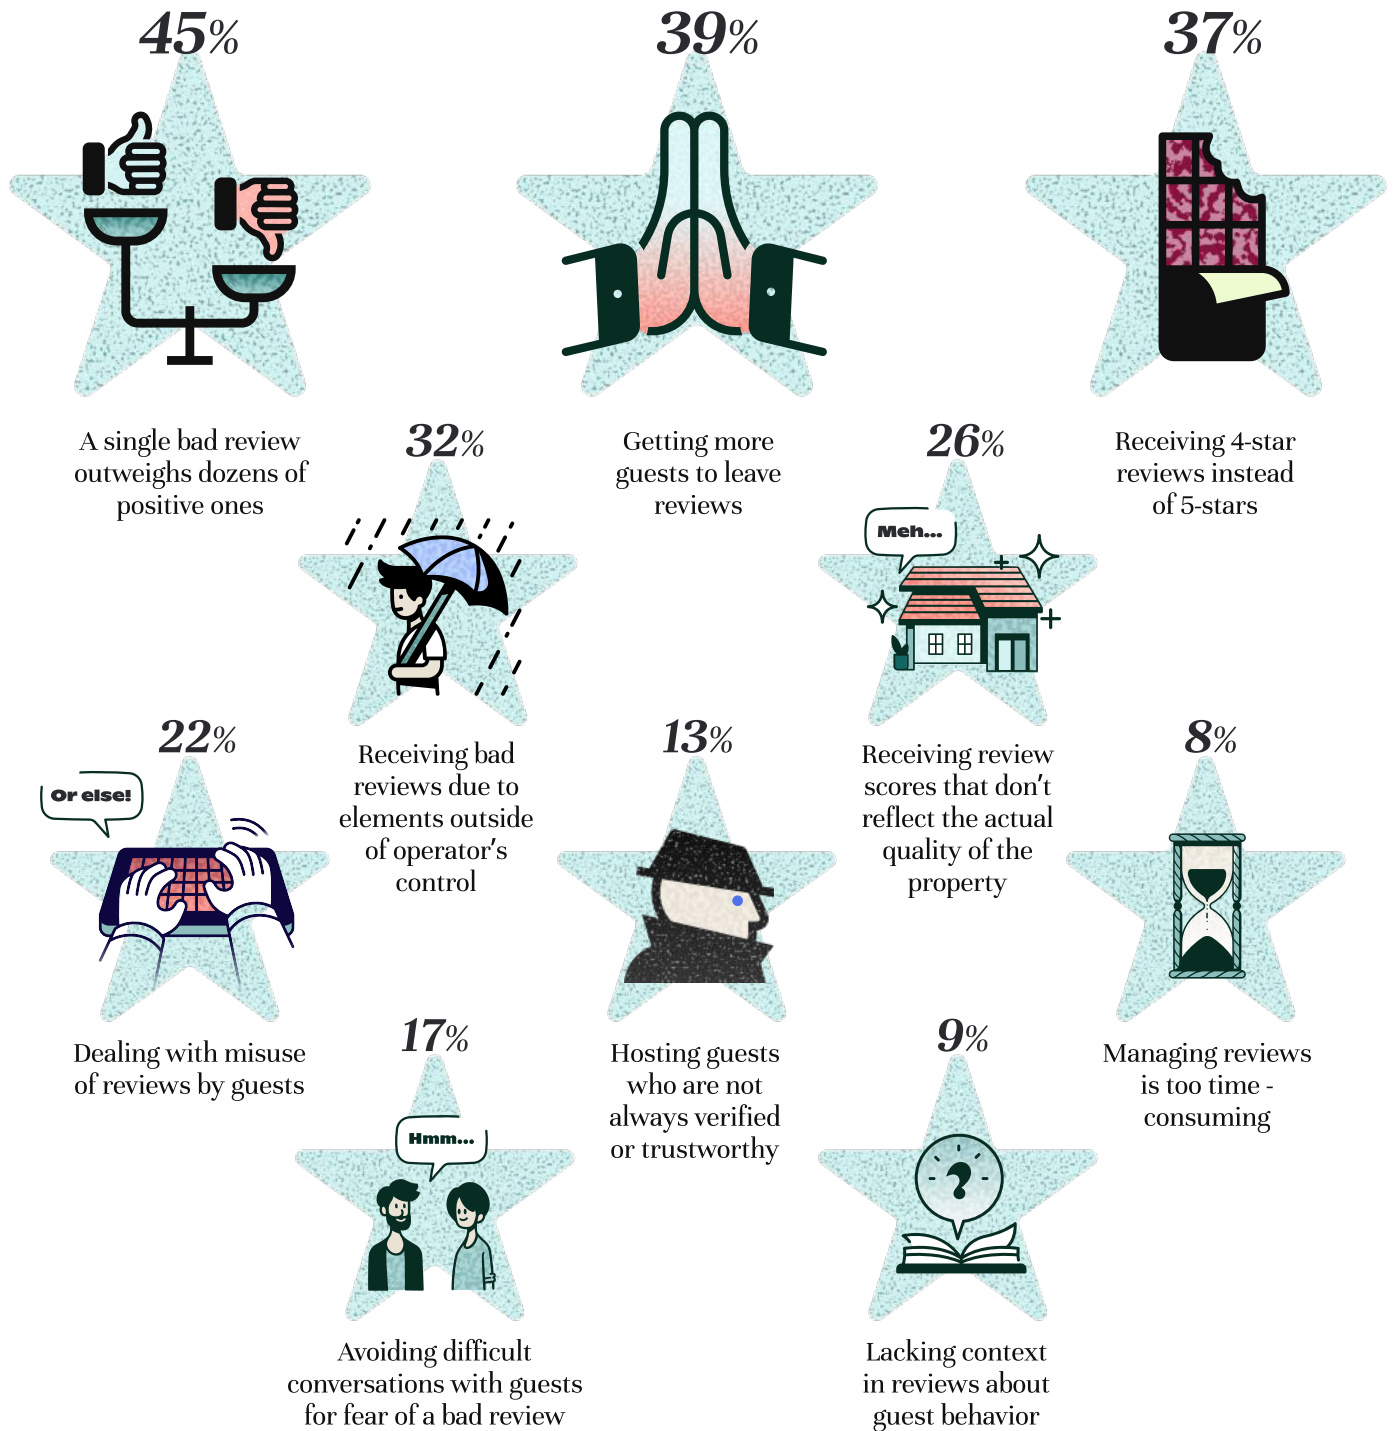 45%
39%
37%
A single bad review
outweighs dozens of
positive ones
Getting more
guests to leave
reviews
Receiving 4-star
reviews instead
of 5-stars
32%
26%
Meh...
Receiving bad
reviews due to
elements outside
of operator's
control
Receiving review
scores that don't
reflect the actual
quality of the
property
22%
13%
8%
Or else!
Dealing with misuse
of reviews by guests
Hosting guests
who are not
always verified
or trustworthy
Managing reviews
is too time -
consuming
17%
9%
Hmm...
?
Avoiding difficult
conversations with guests
for fear of a bad review
Lacking context
in reviews about
guest behavior